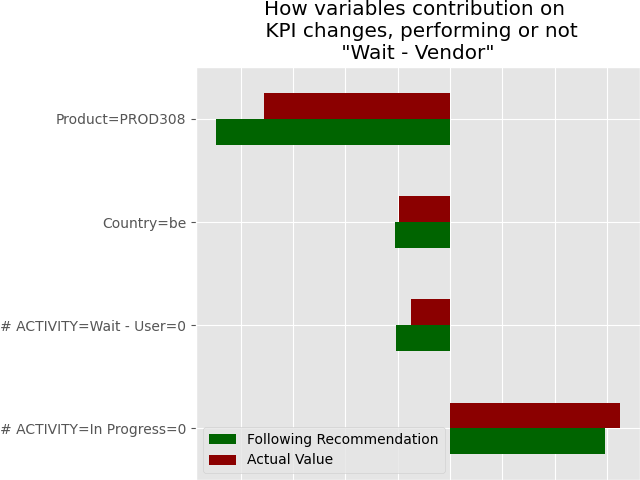 How variables contribution on
KPI changes, performing or not
"Wait - Vendor"
Product=PROD308
Country=be
# ACTIVITY=Wait - User=0
# ACTIVITY=In Progress=0
Following Recommendation
Actual Value